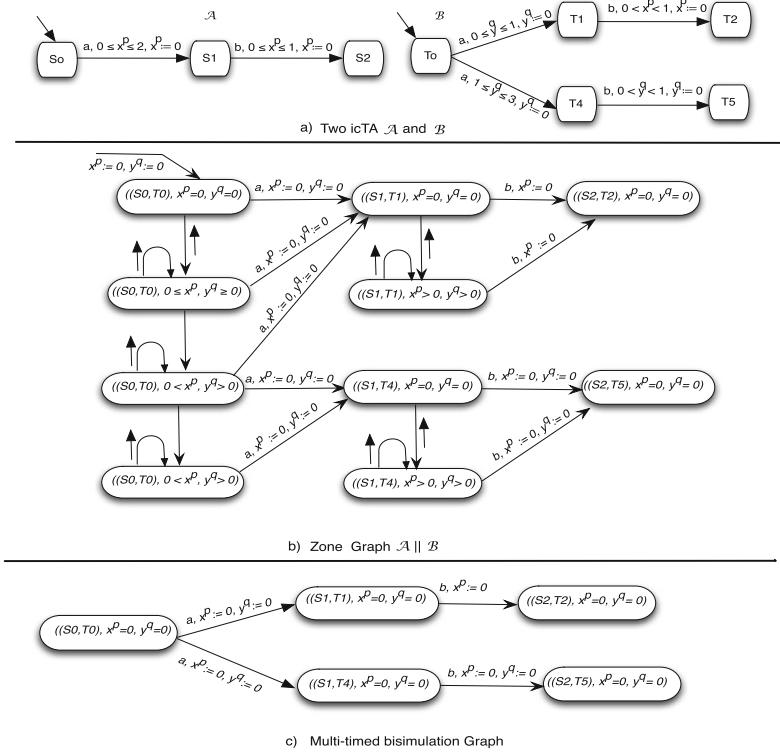 𝒜
ℬ
So
a, 0 ≤ x^p ≤ 2, x^p := 0
S1
b, 0 ≤ x^p ≤ 1, x^p := 0
S2
To
a, 0 ≤ y^q ≤ 1, y^q := 0
T1
b, 0 < x^p < 1, x^p := 0
T2
a, 1 ≤ y^q ≤ 3, y^q := 0
T4
b, 0 < y^q < 1, y^q := 0
T5
a) Two icTA 𝒜 and ℬ
x^p := 0, y^q := 0
((S0,T0), x^p=0, y^q=0)
a, x^p := 0, y^q := 0
((S1,T1), x^p=0, y^q = 0)
b, x^p := 0
((S2,T2), x^p=0, y^q = 0)
a, x^p := 0, y^q := 0
((S0,T0), 0 ≤ x^p, y^q ≥ 0)
a, x^p := 0, y^q := 0
((S1,T1), x^p > 0, y^q > 0)
b, x^p := 0
((S0,T0), 0 < x^p, y^q > 0)
a, x^p := 0, y^q := 0
((S1,T4), x^p=0, y^q = 0)
b, x^p := 0, y^q := 0
((S2,T5), x^p=0, y^q = 0)
a, x^p := 0, y^q := 0
((S0,T0), 0 < x^p, y^q > 0)
((S1,T4), x^p > 0, y^q > 0)
b, x^p := 0, y^q := 0
b) Zone Graph 𝒜 || ℬ
((S0,T0), x^p=0, y^q=0)
a, x^p := 0, y^q := 0
((S1,T1), x^p=0, y^q = 0)
b, x^p := 0
((S2,T2), x^p=0, y^q = 0)
a, x^p := 0, y^q := 0
((S1,T4), x^p=0, y^q = 0)
b, x^p := 0, y^q := 0
((S2,T5), x^p=0, y^q = 0)
c) Multi-timed bisimulation Graph